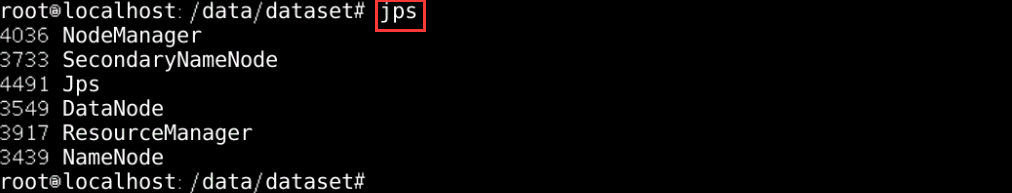 root@localhost: /data/dataset# jps
4036 NodeManager
3733 SecondaryNameNode
4491 Jps
3549 DataNode
3917 ResourceManager
3439 NameNode
root@localhost: /data/dataset#